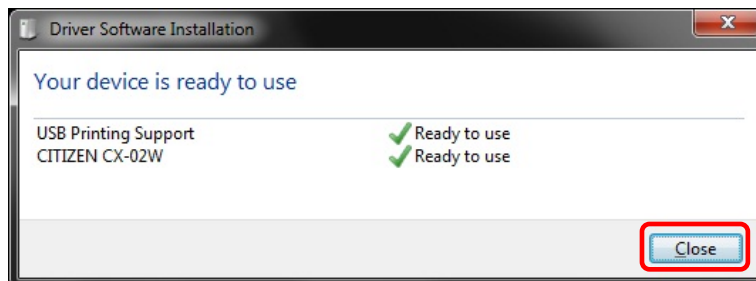 Driver Software Installation
Your device is ready to use
USB Printing Support Ready to use
CITIZEN CX-02W Ready to use
Close